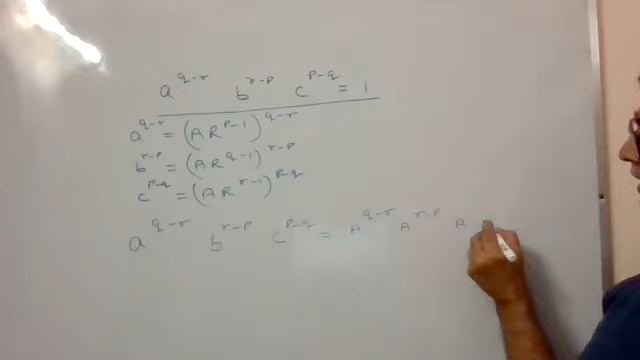 a^{q-r} b^{r-p} c^{p-q} = 1
a^{q-r} = (AR^{p-1})^{q-r}
b^{r-p} = (AR^{q-1})^{r-p}
c^{p-q} = (AR^{r-1})^{p-q}
a^{q-r} b^{r-p} c^{p-q} = A^{q-r} A^{r-p} A